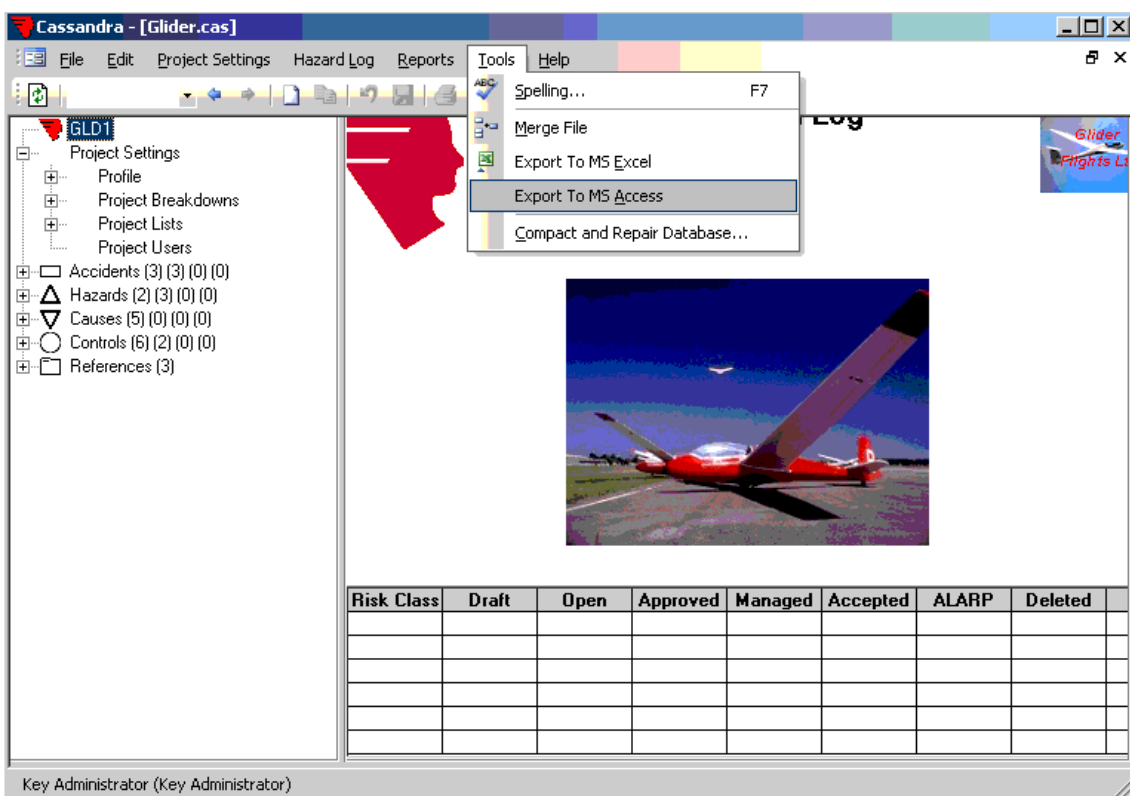 Cassandra - [Glider.cas]
File Edit Project Settings Hazard Log Reports Tools Help
ABC Spelling... F7
Merge File
Export To MS Excel
Export To MS Access
Compact and Repair Database...
GLD1
Project Settings
Profile
Project Breakdowns
Project Lists
Project Users
Accidents (3) (3) (0) (0)
Hazards (2) (3) (0) (0)
Causes (5) (0) (0) (0)
Controls (6) (2) (0) (0)
References (3)
Log
Glider
Flights Lt
Risk Class Draft Open Approved Managed Accepted ALARP Deleted
Key Administrator (Key Administrator)